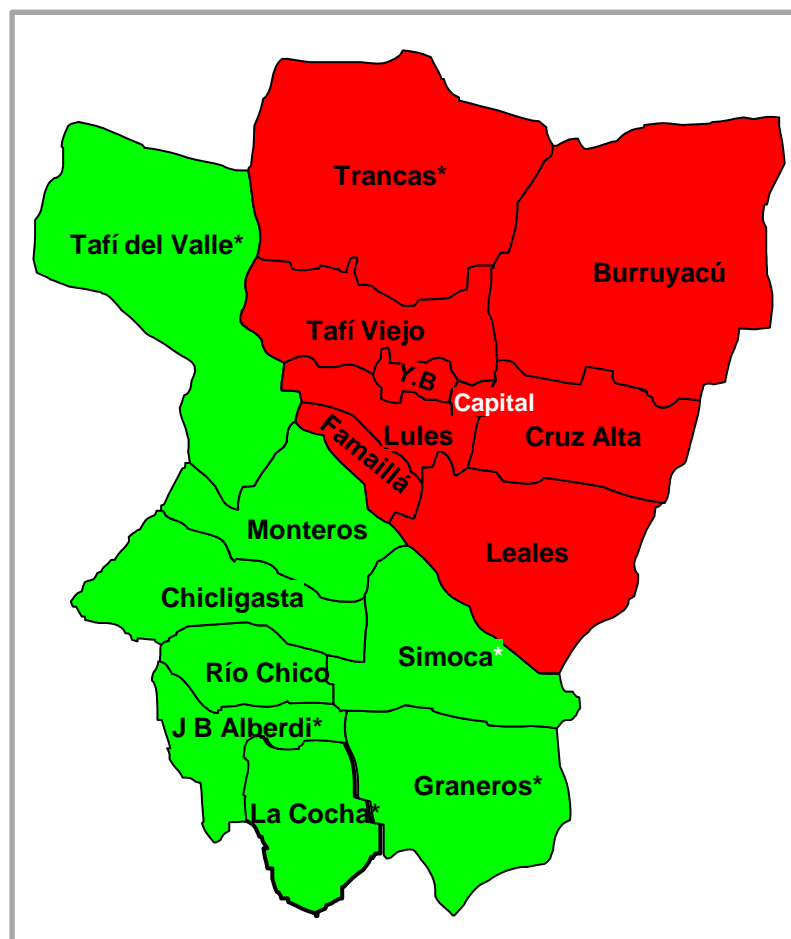 Trancas*
Tafí del Valle*
Burruyacú
Tafí Viejo
Y.B
Capital
Lules
Cruz Alta
Famaillá
Monteros
Leales
Chicligasta
Simoca*
Río Chico
J B Alberdi*
Graneros*
La Cocha*